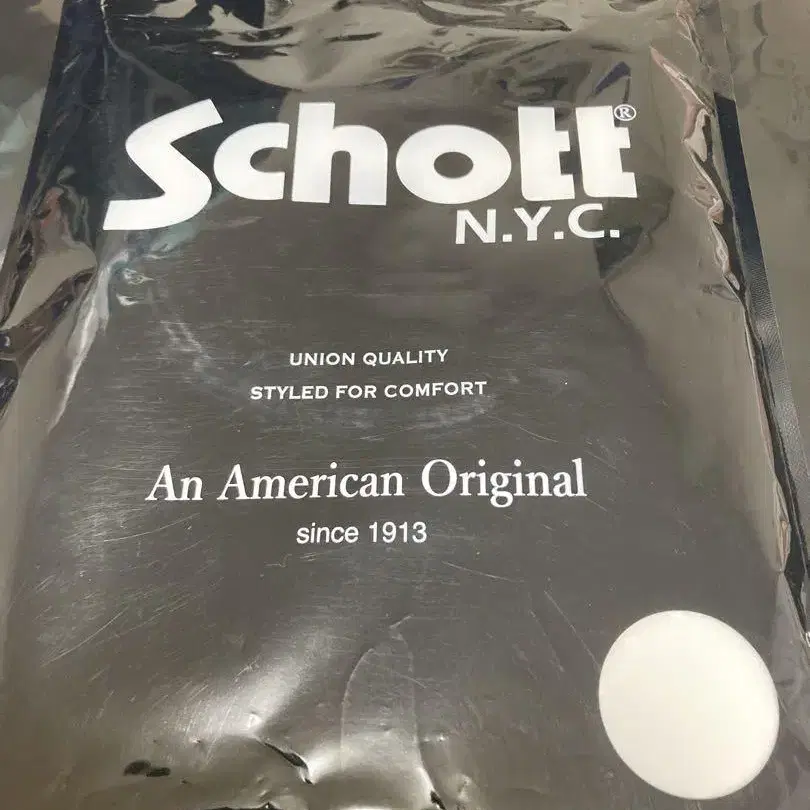 Schott®
N.Y.C.
UNION QUALITY
STYLED FOR COMFORT
An American Original
since 1913